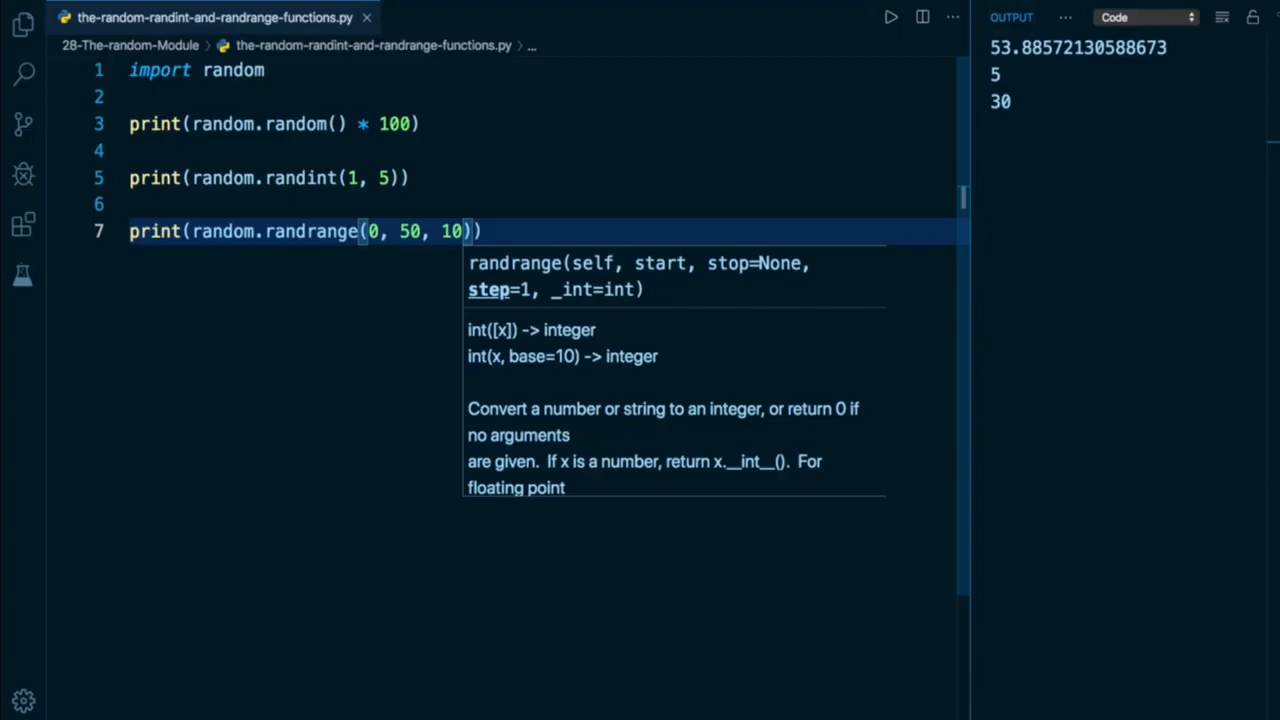 the-random-randint-and-randrange-functions.py ×
28-The-random-Module > the-random-randint-and-randrange-functions.py > ...
1 import random
2
3 print(random.random() * 100)
4
5 print(random.randint(1, 5))
6
7 print(random.randrange(0, 50, 10))
randrange(self, start, stop=None,
step=1, _int=int)
int([x]) -> integer
int(x, base=10) -> integer
Convert a number or string to an integer, or return 0 if
no arguments
are given. If x is a number, return x.__int__(). For
floating point
OUTPUT ... Code
53.88572130588673
5
30